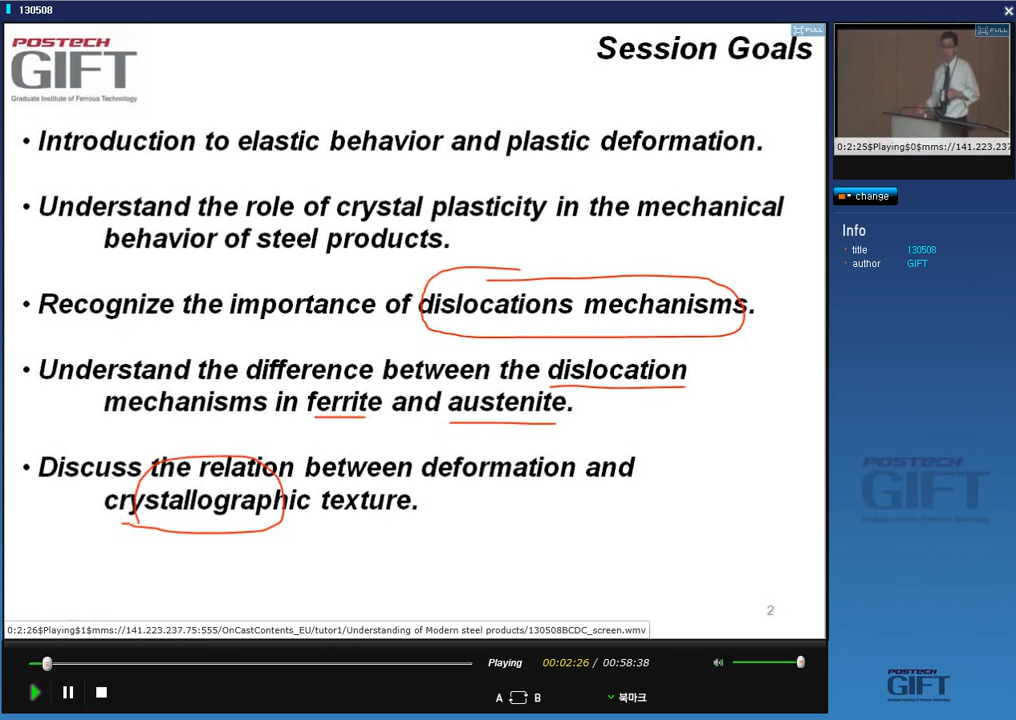 130508
POSTECH
GIFT
Graduate Institute of Ferrous Technology
FULL
Session Goals
• Introduction to elastic behavior and plastic deformation.
• Understand the role of crystal plasticity in the mechanical
behavior of steel products.
• Recognize the importance of dislocations mechanisms.
• Understand the difference between the dislocation
mechanisms in ferrite and austenite.
• Discuss the relation between deformation and
crystallographic texture.
2
0:2:26$Playing$1$mms://141.223.237.75:555/OnCastContents_EU/tutor1/Understanding of Modern steel products/130508BCDC_screen.wmv
FULL
0:2:25$Playing$0$mms://141.223.237
change
Info
title 130508
author GIFT
POSTECH
GIFT
Playing 00:02:26 / 00:58:38
A B 북마크
POSTECH
GIFT